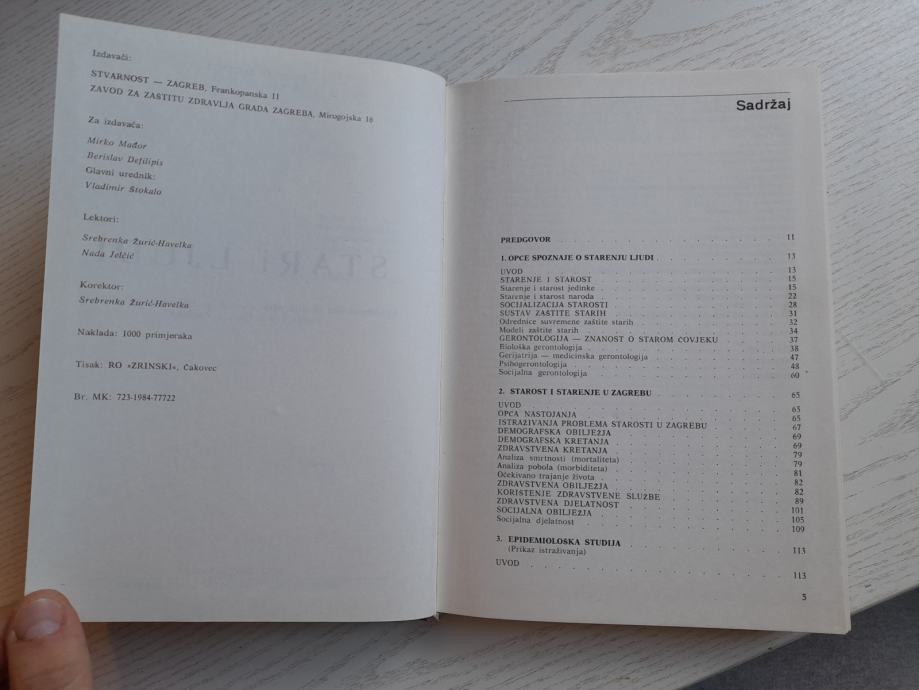 Izdavači:
STVARNOST — ZAGREB, Frankopanska 11
ZAVOD ZA ZAŠTITU ZDRAVLJA GRADA ZAGREBA, Mirogojska 16
Za izdavača:
Mirko Mađor
Berislav Defilipis
Glavni urednik:
Vladimir Štokalo
Lektori:
Srebrenka Žurić-Havelka
Nada Jelčić
Korektor:
Srebrenka Žurić-Havelka
Naklada: 1000 primjeraka
Tisak: RO »ZRINSKI«, Čakovec
Br. MK: 723-1984-77722
Sadržaj
PREDGOVOR 11
1. OPĆE SPOZNAJE O STARENJU LJUDI 13
UVOD 13
STARENJE I STAROST 15
Starenje i starost jedinke 15
Starenje i starost naroda 22
SOCIJALIZACIJA STAROSTI 28
SUSTAV ZAŠTITE STARIH 31
Odrednice suvremene zaštite starih 32
Modeli zaštite starih 34
GERONTOLOGIJA — ZNANOST O STAROM ČOVJEKU 37
Biološka gerontologija 38
Gerijatrija — medicinska gerontologija 47
Psihogerontologija 48
Socijalna gerontologija 60
2. STAROST I STARENJE U ZAGREBU 65
UVOD 65
OPĆA NASTOJANJA 65
ISTRAŽIVANJA PROBLEMA STAROSTI U ZAGREBU 67
DEMOGRAFSKA OBILJEŽJA 69
DEMOGRAFSKA KRETANJA 69
ZDRAVSTVENA KRETANJA 79
Analiza smrtnosti (mortaliteta) 79
Analiza pobola (morbiditeta) 81
Očekivano trajanje života 82
ZDRAVSTVENA OBILJEŽJA 82
KORIŠTENJE ZDRAVSTVENE SLUŽBE 89
ZDRAVSTVENA DJELATNOST 101
SOCIJALNA OBILJEŽJA 105
Socijalna djelatnost 109
3. EPIDEMIOLOŠKA STUDIJA
(Prikaz istraživanja) 113
UVOD 113
5